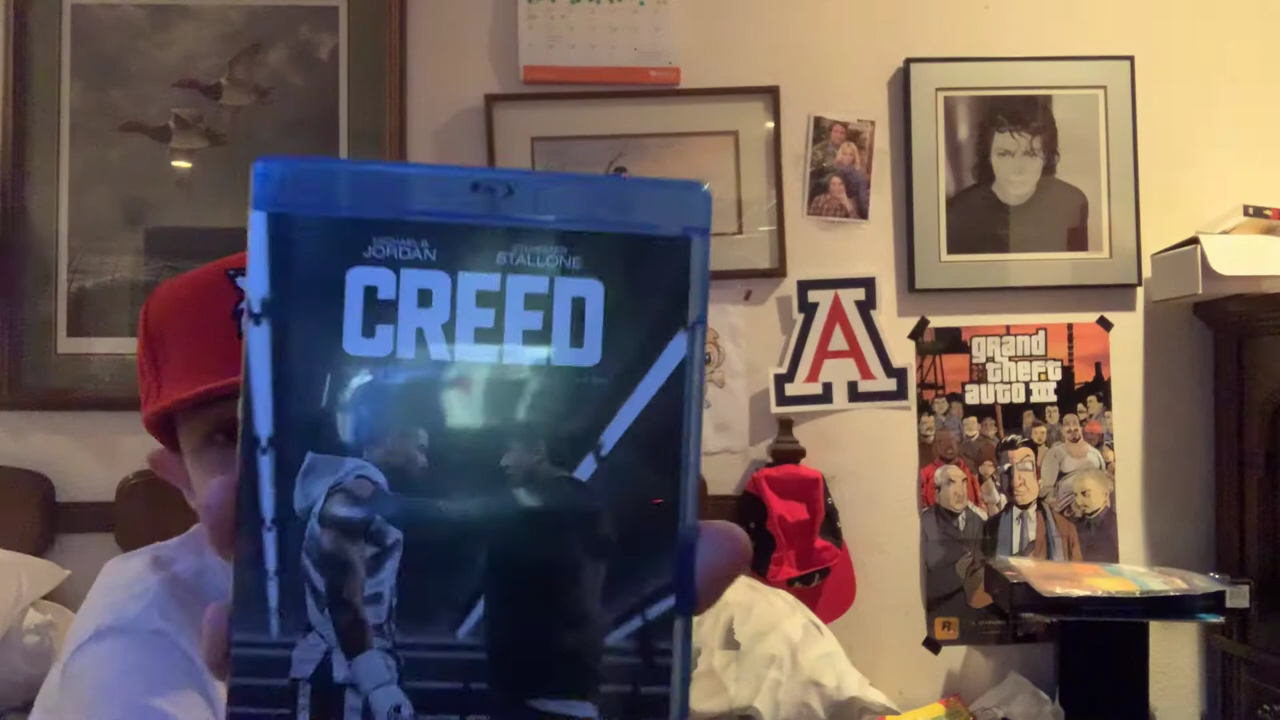 MICHAEL B. JORDAN
STALLONE
CREED
A
grand
theft
auto III
R